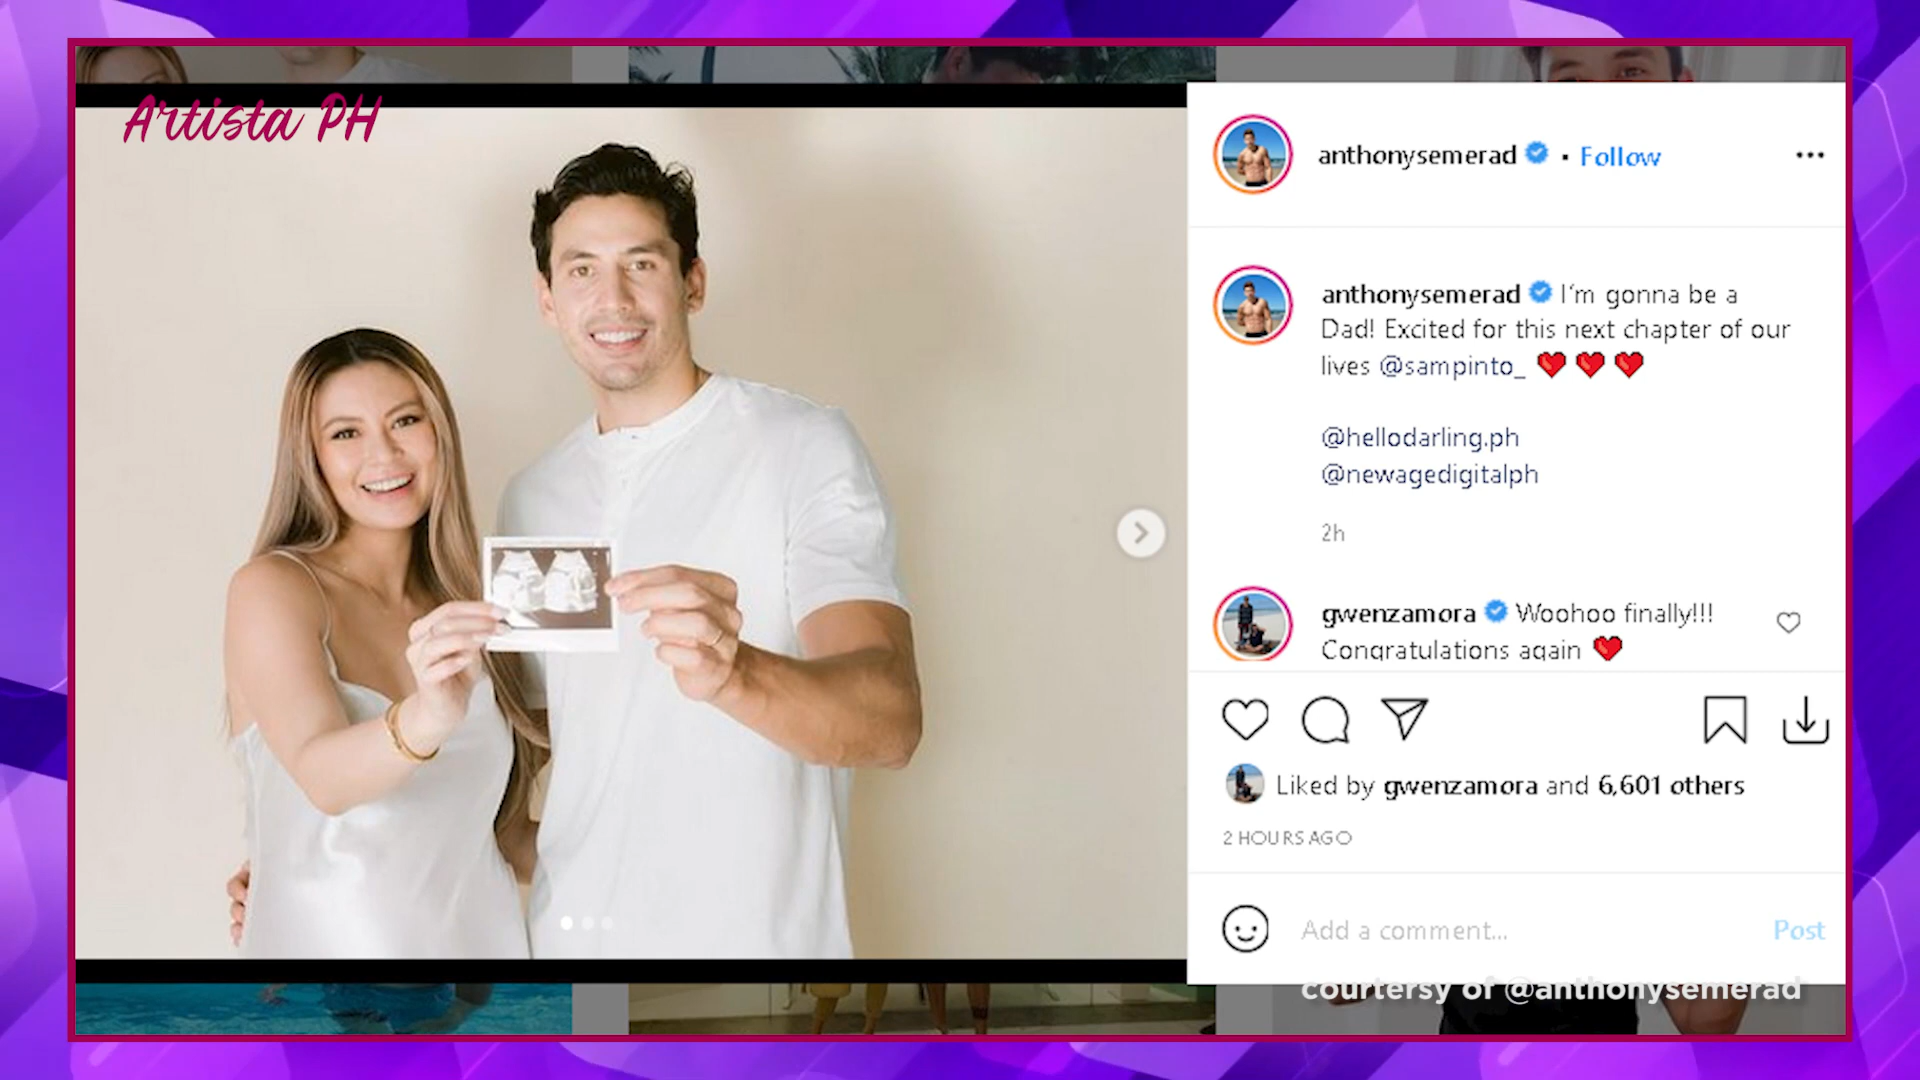 Artista PH
anthonysemerad • Follow
anthonysemerad I'm gonna be a
Dad! Excited for this next chapter of our
lives @sampinto_ ❤️ ❤️ ❤️
@hellodarling.ph
@newagedigitalph
2h
gwenzamora Woohoo finally!!!
Congratulations again ❤️
Liked by gwenzamora and 6,601 others
2 HOURS AGO
Add a comment... Post
courtersy of @anthonysemerad